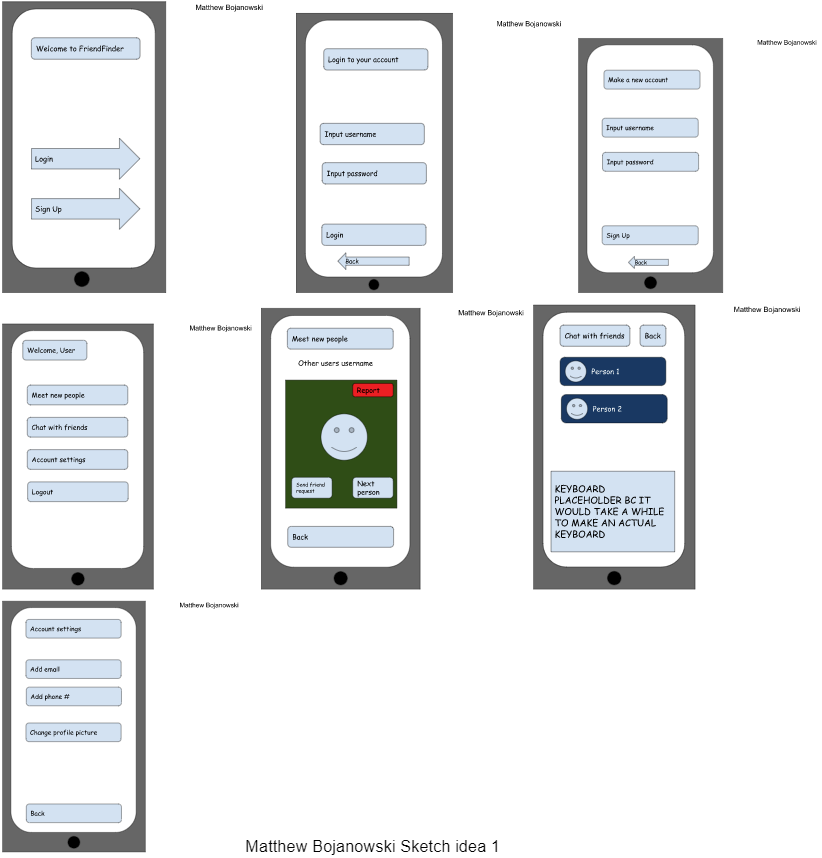 Matthew Bojanowski
Welcome to FriendFinder
Login
Sign Up
Matthew Bojanowski
Login to your account
Input username
Input password
Login
Back
Matthew Bojanowski
Make a new account
Input username
Input password
Sign Up
Back
Matthew Bojanowski
Welcome, User
Meet new people
Chat with friends
Account settings
Logout
Matthew Bojanowski
Meet new people
Other users username
Report
Send friend
request
Next
person
Back
Matthew Bojanowski
Chat with friends
Back
Person 1
Person 2
KEYBOARD
PLACEHOLDER BC IT
WOULD TAKE A WHILE
TO MAKE AN ACTUAL
KEYBOARD
Matthew Bojanowski
Account settings
Add email
Add phone #
Change profile picture
Back
Matthew Bojanowski Sketch idea 1